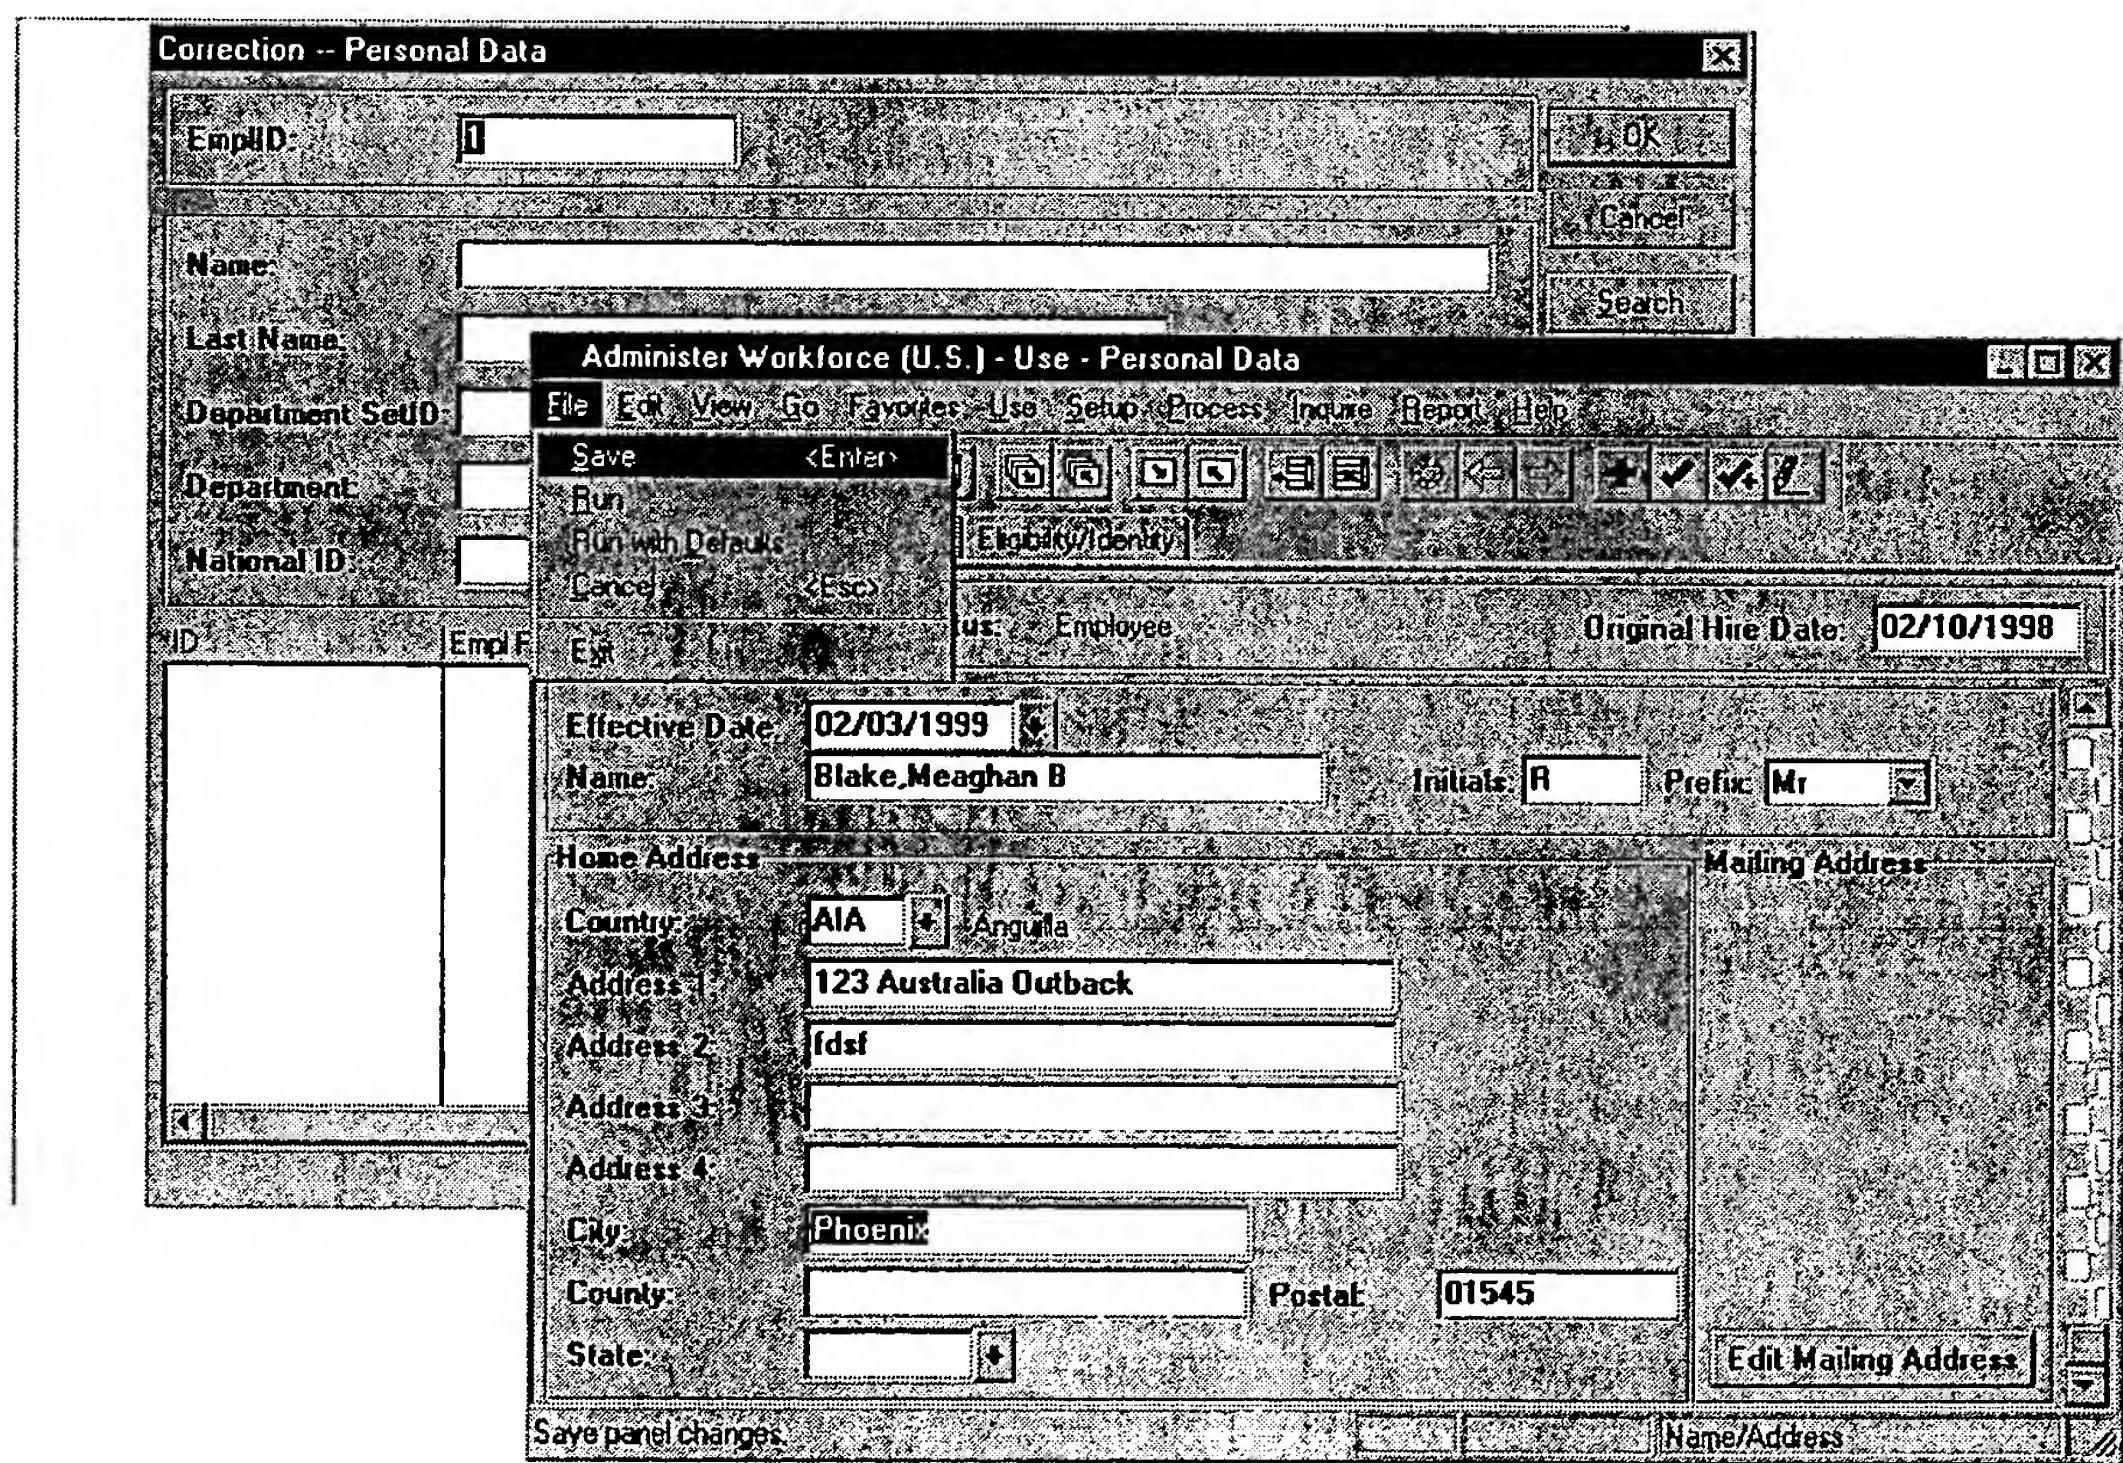 Correction -- Personal Data
EmplID: 1
OK
Cancel
Name:
Search
Last Name:
Department SetID:
Department:
National ID:
ID Empl F
Administer Workforce (U.S.) - Use - Personal Data
File Edit View Go Favorites Use Setup Process Inquire Report Help
Save <Enter>
Run
Run with Defaults
Cancel <Esc>
Exit
Eligibility/Identity
us: Employee Original Hire Date: 02/10/1998
Effective Date: 02/03/1999
Name: Blake,Meaghan B Initials: R Prefix: Mr
Home Address Mailing Address
Country: AIA Anguilla
Address 1: 123 Australia Outback
Address 2: fdsf
Address 3:
Address 4:
City: Phoenix
County: Postal: 01545
State:
Edit Mailing Address
Save panel changes. Name/Address